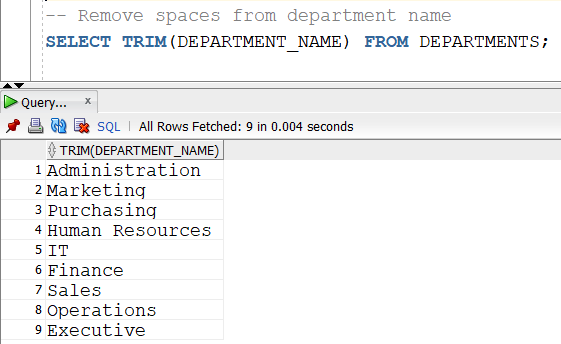 -- Remove spaces from department name
SELECT TRIM(DEPARTMENT_NAME) FROM DEPARTMENTS;
Query... x
SQL | All Rows Fetched: 9 in 0.004 seconds
TRIM(DEPARTMENT_NAME)
1 Administration
2 Marketing
3 Purchasing
4 Human Resources
5 IT
6 Finance
7 Sales
8 Operations
9 Executive